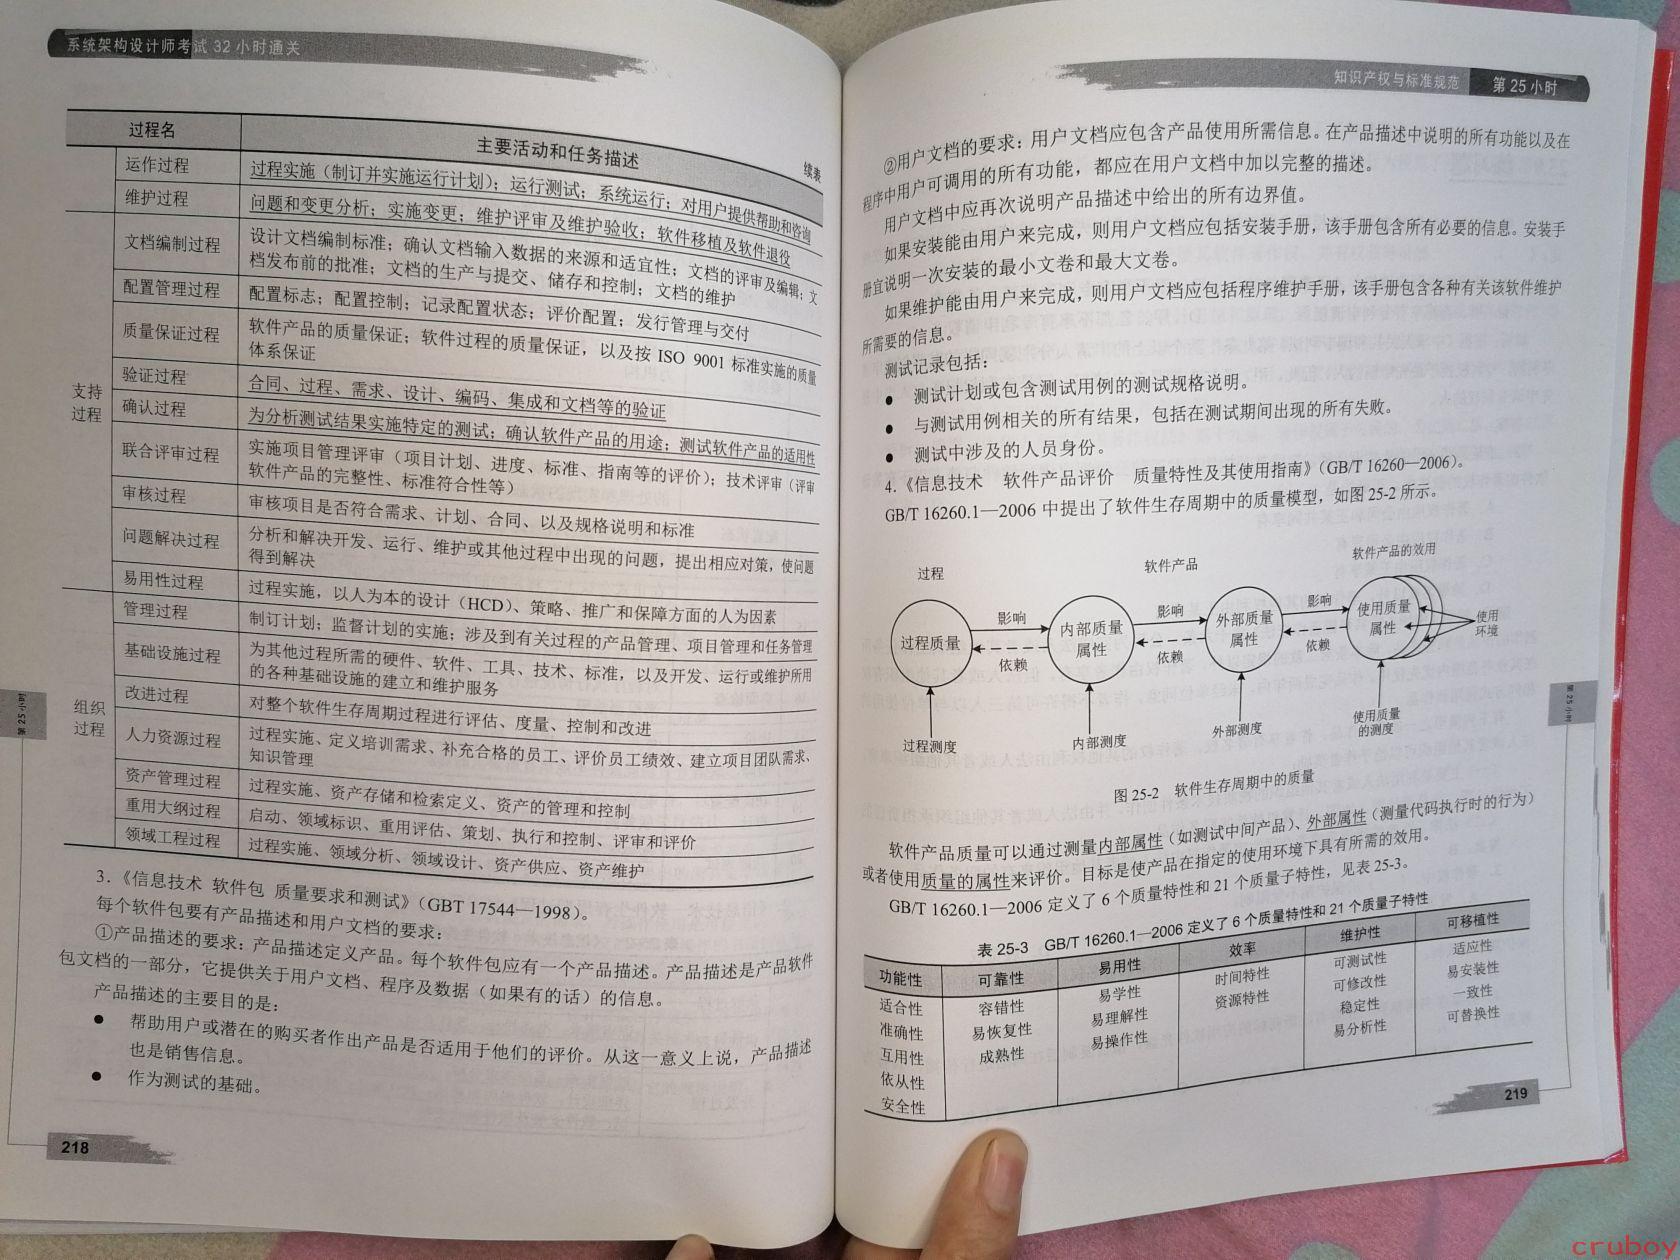 系统架构设计师考试 32 小时通关
续表
过程名 主要活动和任务描述
运作过程 过程实施（制订并实施运行计划）；运行测试；系统运行；对用户提供帮助和咨询
维护过程 问题和变更分析；实施变更；维护评审及维护验收；软件移植及软件退役
支持过程
文档编制过程 设计文档编制标准；确认文档输入数据的来源和适宜性；文档的评审及编辑；文
档发布前的批准；文档的生产与提交、储存和控制；文档的维护
配置管理过程 配置标志；配置控制；记录配置状态；评价配置；发行管理与交付
质量保证过程 软件产品的质量保证；软件过程的质量保证，以及按 ISO 9001 标准实施的质量
体系保证
验证过程 合同、过程、需求、设计、编码、集成和文档等的验证
确认过程 为分析测试结果实施特定的测试；确认软件产品的用途；测试软件产品的适用性
联合评审过程 实施项目管理评审（项目计划、进度、标准、指南等的评价）；技术评审（评审
软件产品的完整性、标准符合性等）
审核过程 审核项目是否符合需求、计划、合同、以及规格说明和标准
问题解决过程 分析和解决开发、运行、维护或其他过程中出现的问题，提出相应对策，使问题
得到解决
易用性过程 过程实施，以人为本的设计（HCD）、策略、推广和保障方面的人为因素
组织过程
管理过程 制订计划；监督计划的实施；涉及到有关过程的产品管理、项目管理和任务管理
基础设施过程 为其他过程所需的硬件、软件、工具、技术、标准，以及开发、运行或维护所用
的各种基础设施的建立和维护服务
改进过程 对整个软件生存周期过程进行评估、度量、控制和改进
人力资源过程 过程实施、定义培训需求、补充合格的员工、评价员工绩效、建立项目团队需求、
知识管理
资产管理过程 过程实施、资产存储和检索定义、资产的管理和控制
重用大纲过程 启动、领域标识、重用评估、策划、执行和控制、评审和评价
领域工程过程 过程实施、领域分析、领域设计、资产供应、资产维护
3.《信息技术 软件包 质量要求和测试》（GBT 17544—1998）。
每个软件包要有产品描述和用户文档的要求：
①产品描述的要求：产品描述定义产品。每个软件包应有一个产品描述。产品描述是产品软件
包文档的一部分，它提供关于用户文档、程序及数据（如果有的话）的信息。
产品描述的主要目的是：
● 帮助用户或潜在的购买者作出产品是否适用于他们的评价。从这一意义上说，产品描述
也是销售信息。
● 作为测试的基础。
第 25 小时
218
知识产权与标准规范 第 25 小时
②用户文档的要求：用户文档应包含产品使用所需信息。在产品描述中说明的所有功能以及在
程序中用户可调用的所有功能，都应在用户文档中加以完整的描述。
用户文档中应再次说明产品描述中给出的所有边界值。
如果安装能由用户来完成，则用户文档应包括安装手册，该手册包含所有必要的信息。安装手
册宜说明一次安装的最小文卷和最大文卷。
如果维护能由用户来完成，则用户文档应包括程序维护手册，该手册包含各种有关该软件维护
所需要的信息。
测试记录包括：
● 测试计划或包含测试用例的测试规格说明。
● 与测试用例相关的所有结果，包括在测试期间出现的所有失败。
● 测试中涉及的人员身份。
4.《信息技术 软件产品评价 质量特性及其使用指南》（GB/T 16260—2006）。
GB/T 16260.1—2006 中提出了软件生存周期中的质量模型，如图 25-2 所示。
过程 软件产品 软件产品的效用
过程质量 影响 依赖 内部质量属性 影响 依赖 外部质量属性 影响 依赖 使用质量属性 使用环境
过程测度 内部测度 外部测度 使用质量的测度
图 25-2 软件生存周期中的质量
软件产品质量可以通过测量内部属性（如测试中间产品）、外部属性（测量代码执行时的行为）
或者使用质量的属性来评价。目标是使产品在指定的使用环境下具有所需的效用。
GB/T 16260.1—2006 定义了 6 个质量特性和 21 个质量子特性，见表 25-3。
表 25-3 GB/T 16260.1—2006 定义了 6 个质量特性和 21 个质量子特性
功能性 可靠性 易用性 效率 维护性 可移植性
适合性 容错性 易学性 时间特性 可测试性 适应性
准确性 易恢复性 易理解性 资源特性 可修改性 易安装性
互用性 成熟性 易操作性 稳定性 一致性
依从性 易分析性 可替换性
安全性
第 25 小时
219
cruboy